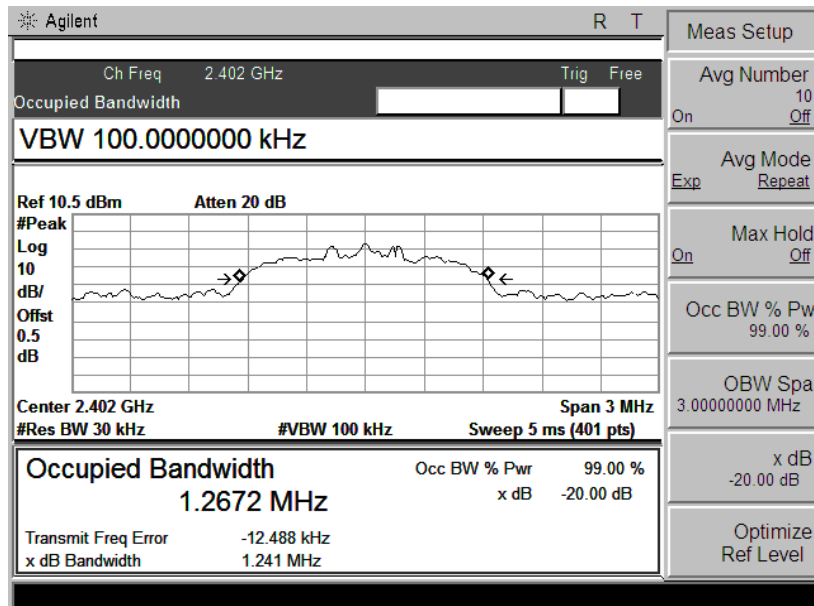 Agilent R T
Ch Freq 2.402 GHz Trig Free
Occupied Bandwidth
VBW 100.0000000 kHz
Ref 10.5 dBm Atten 20 dB
#Peak
Log
10
dB/
Offst
0.5
dB
Center 2.402 GHz Span 3 MHz
#Res BW 30 kHz #VBW 100 kHz Sweep 5 ms (401 pts)
Occupied Bandwidth Occ BW % Pwr 99.00 %
1.2672 MHz x dB -20.00 dB
Transmit Freq Error -12.488 kHz
x dB Bandwidth 1.241 MHz
Meas Setup
Avg Number
10
On Off
Avg Mode
Exp Repeat
Max Hold
On Off
Occ BW % Pw
99.00 %
OBW Spa
3.00000000 MHz
x dB
-20.00 dB
Optimize
Ref Level